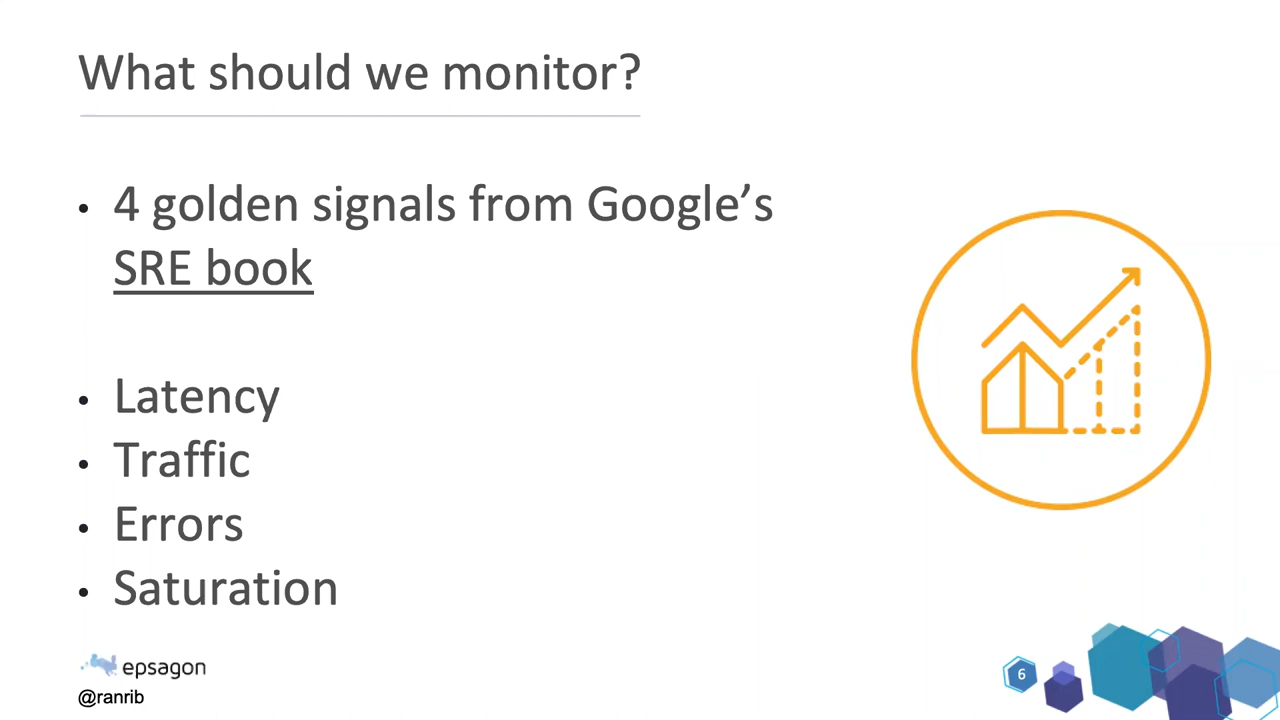 What should we monitor?
• 4 golden signals from Google’s
SRE book
• Latency
• Traffic
• Errors
• Saturation
epsagon
@ranrib
6